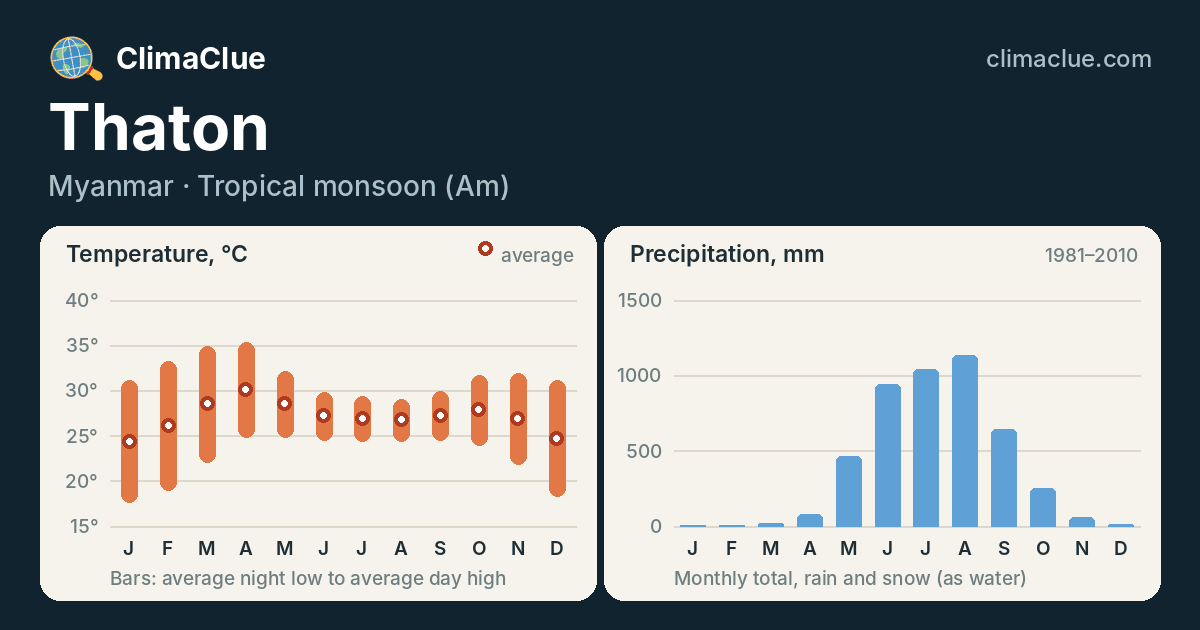 ClimaClue
climaclue.com
Thaton
Myanmar · Tropical monsoon (Am)
Temperature, °C
average
40°
35°
30°
25°
20°
15°
J F M A M J J A S O N D
Bars: average night low to average day high
Precipitation, mm
1981–2010
1500
1000
500
0
J F M A M J J A S O N D
Monthly total, rain and snow (as water)